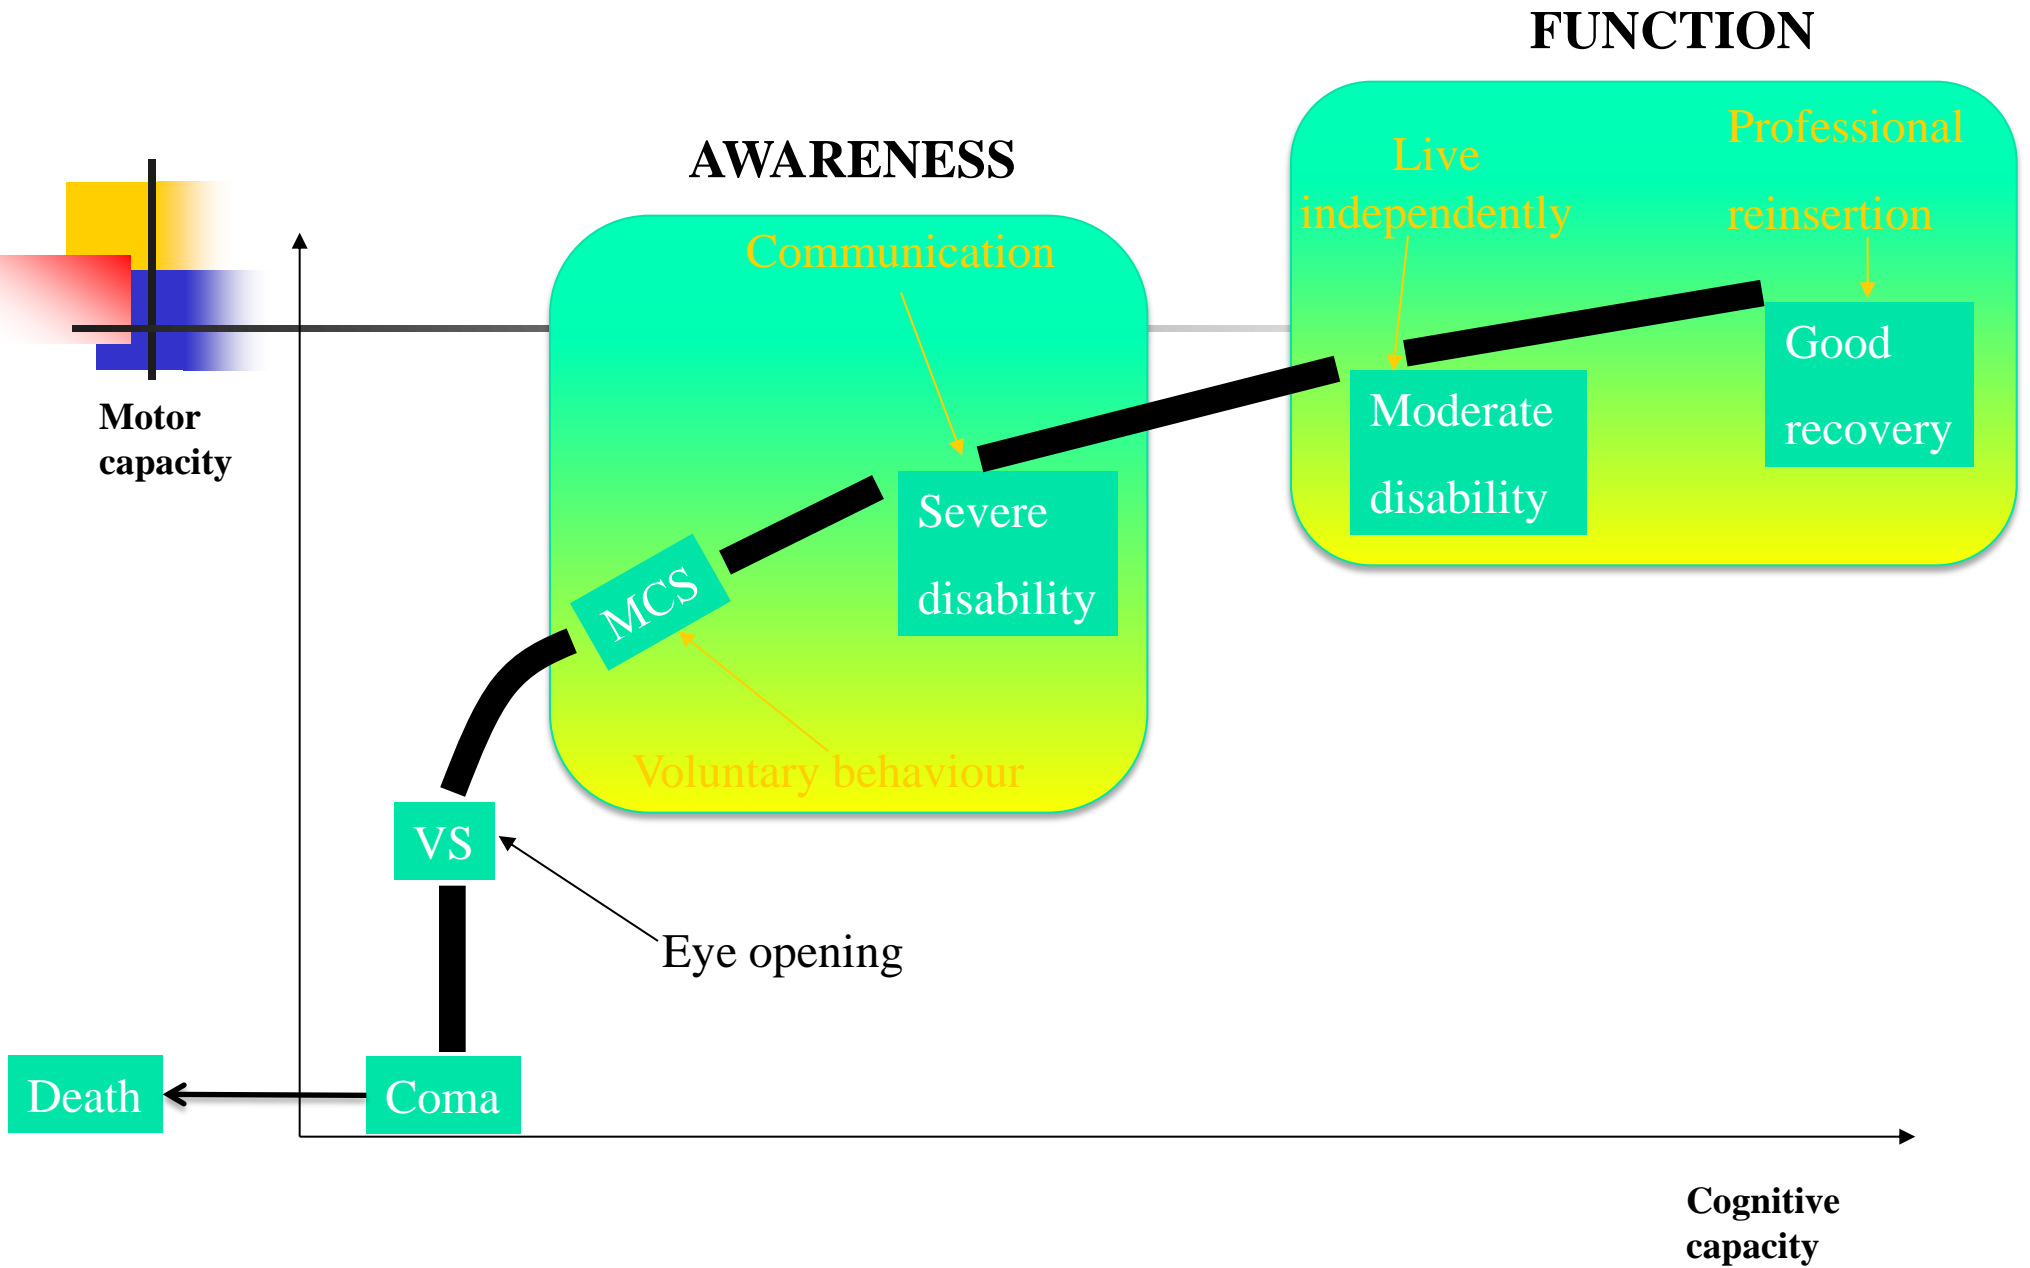 FUNCTION
AWARENESS
Professional
reinsertion
Live
independently
Communication
Motor
capacity
Good
recovery
Moderate
disability
Severe
disability
MCS
Voluntary behaviour
VS
Eye opening
Death
Coma
Cognitive
capacity